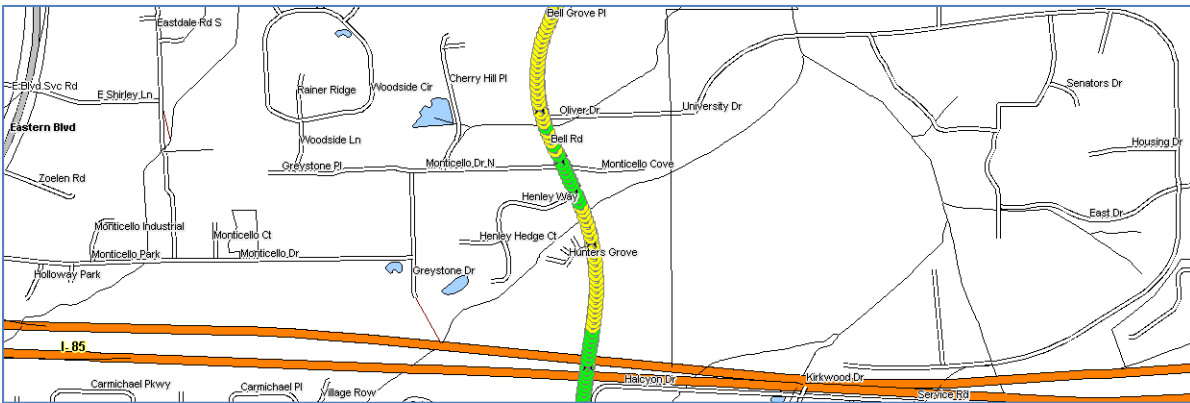 Bell Grove Pl
Eastdale Rd S
Cherry Hill Pl
Senators Dr
E Blvd Svc Rd
Rainer Ridge
Woodside Cir
E Shirley Ln
Oliver Dr
University Dr
Eastern Blvd
Woodside Ln
Bell Rd
Housing Dr
Greystone Pl
Monticello Dr N
Monticello Cove
Zoelen Rd
Henley Way
East Dr
Monticello Industrial
Monticello Ct
Henley Hedge Ct
Monticello Park
Monticello Dr
Hunters Grove
Holloway Park
Greystone Dr
I- 85
Carmichael Pkwy
Carmichael Pl
Village Row
Halcyon Dr
Kirkwood Dr
Service Rd